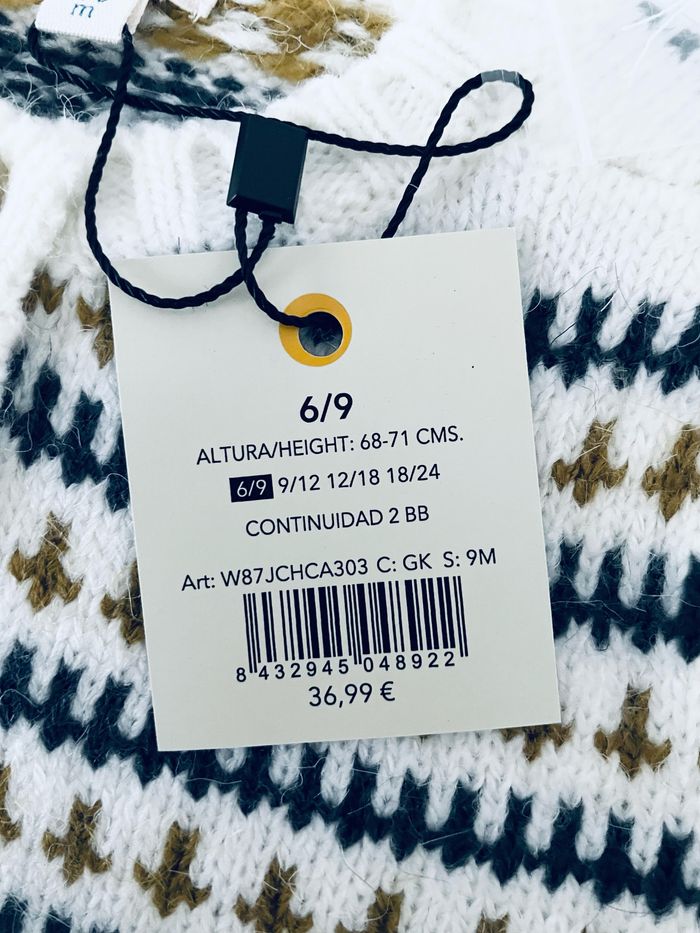 m
6/9
ALTURA/HEIGHT: 68-71 CMS.
6/9 9/12 12/18 18/24
CONTINUIDAD 2 BB
Art: W87JCHCA303 C: GK S: 9M
8 432945 048922
36,99 €